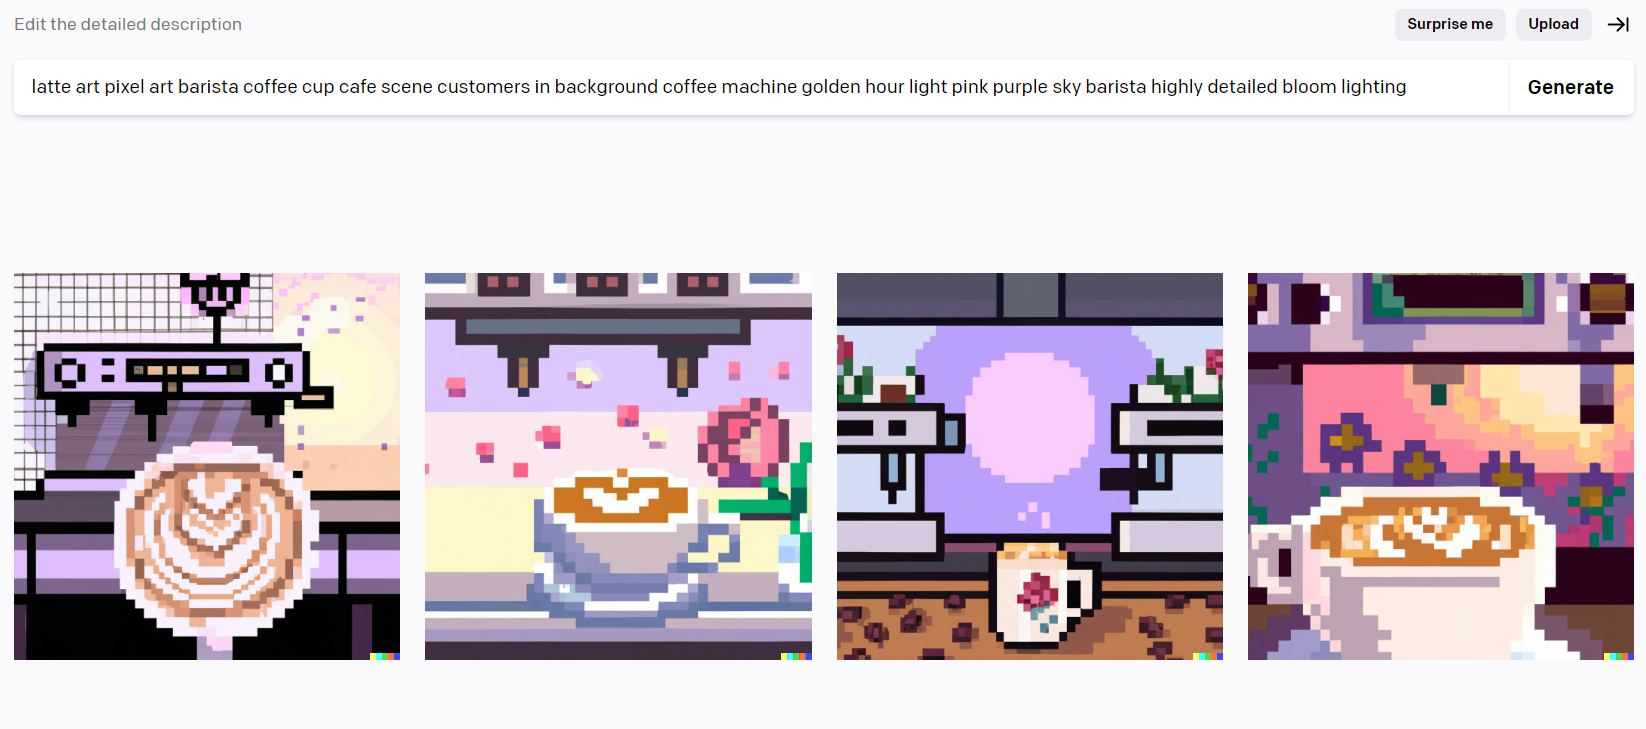 Edit the detailed description
Surprise me
Upload
latte art pixel art barista coffee cup cafe scene customers in background coffee machine golden hour light pink purple sky barista highly detailed bloom lighting
Generate